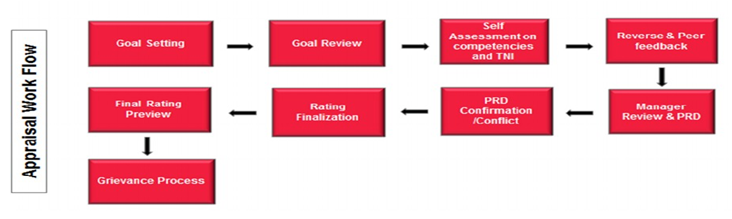 Appraisal Work Flow
Goal Setting
Goal Review
Self
Assessment on
competencies
and TNI
Reverse & Peer
feedback
Manager
Review & PRD
PRD
Confirmation
/Conflict
Rating
Finalization
Final Rating
Preview
Grievance Process